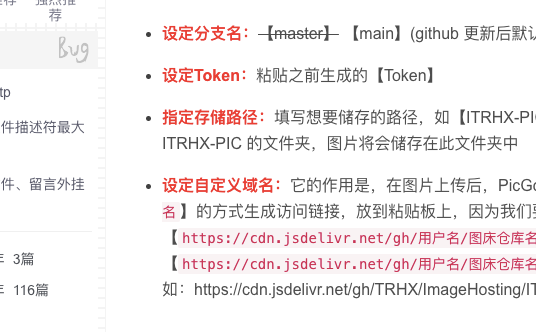 强烈推
荐
Bug
tp
件描述符最大
件、留言外挂
3篇
116篇
设定分支名：【master】 【main】(github 更新后默认
设定Token：粘贴之前生成的【Token】
指定存储路径：填写想要储存的路径，如【ITRHX-PIC
ITRHX-PIC 的文件夹，图片将会储存在此文件夹中
设定自定义域名：它的作用是，在图片上传后，PicGo
名】的方式生成访问链接，放到粘贴板上，因为我们要
【https://cdn.jsdelivr.net/gh/用户名/图床仓库名
【https://cdn.jsdelivr.net/gh/用户名/图床仓库名
如：https://cdn.jsdelivr.net/gh/TRHX/ImageHosting/IT